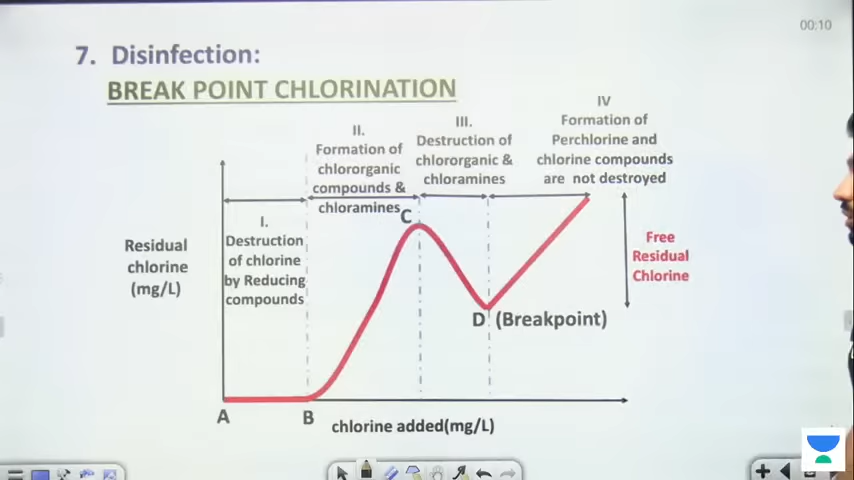 00:10
7. Disinfection:
BREAK POINT CHLORINATION
IV
Formation of
Perchlorine and
chlorine compounds
are not destroyed
III.
Destruction of
chlororganic &
chloramines
II.
Formation of
chlororganic
compounds &
chloramines
C
I.
Destruction
of chlorine
by Reducing
compounds
Residual
chlorine
(mg/L)
Free
Residual
Chlorine
D (Breakpoint)
A
B
chlorine added(mg/L)